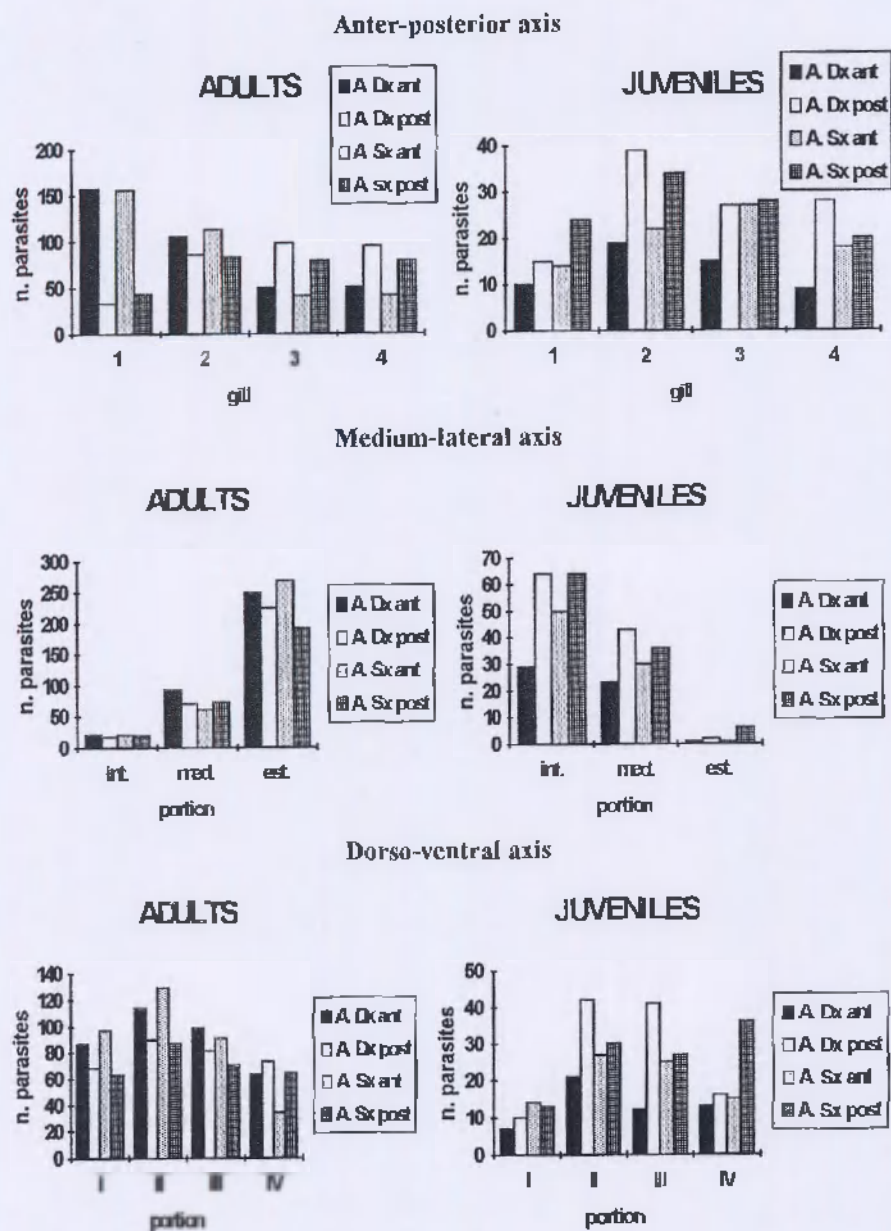 Anter-posterior axis
ADULTS
A. Dx ant
A. Dx post
A. Sx ant
A. sx post
200
150
100
50
0
n. parasites
1 2 3 4
gill
JUVENILES
A. Dx ant
A. Dx post
A. Sx ant
A. Sx post
40
30
20
10
0
n. parasites
1 2 3 4
gill
Medium-lateral axis
ADULTS
300
250
200
150
100
50
0
n. parasites
int. med. est.
portion
A. Dx ant
A. Dx post
A. Sx ant
A. Sx post
JUVENILES
70
60
50
40
30
20
10
0
n. parasites
int. med. est.
portion
A. Dx ant
A. Dx post
A. Sx ant
A. Sx post
Dorso-ventral axis
ADULTS
140
120
100
80
60
40
20
0
n. parasites
I II III IV
portion
A. Dx ant
A. Dx post
A. Sx ant
A. Sx post
JUVENILES
50
40
30
20
10
0
n. parasites
I II III IV
portion
A. Dx ant
A. Dx post
A. Sx ant
A. Sx post